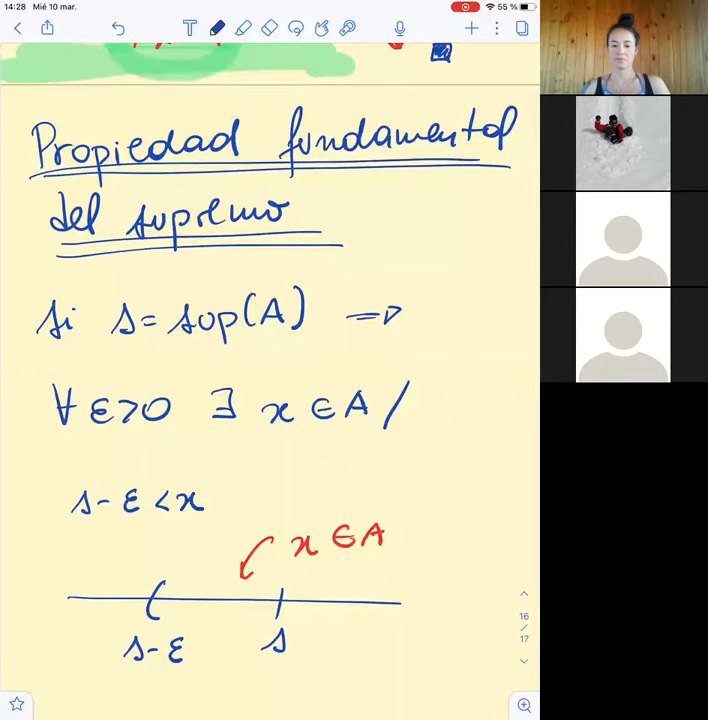 14:28 Mié 10 mar.
55 %
Propiedad fundamental
del supremo
si s = sup(A) ⇒
∀ ε>0 ∃ x ∈ A /
s-ε < x
x ∈ A
s-ε
s
16
/
17